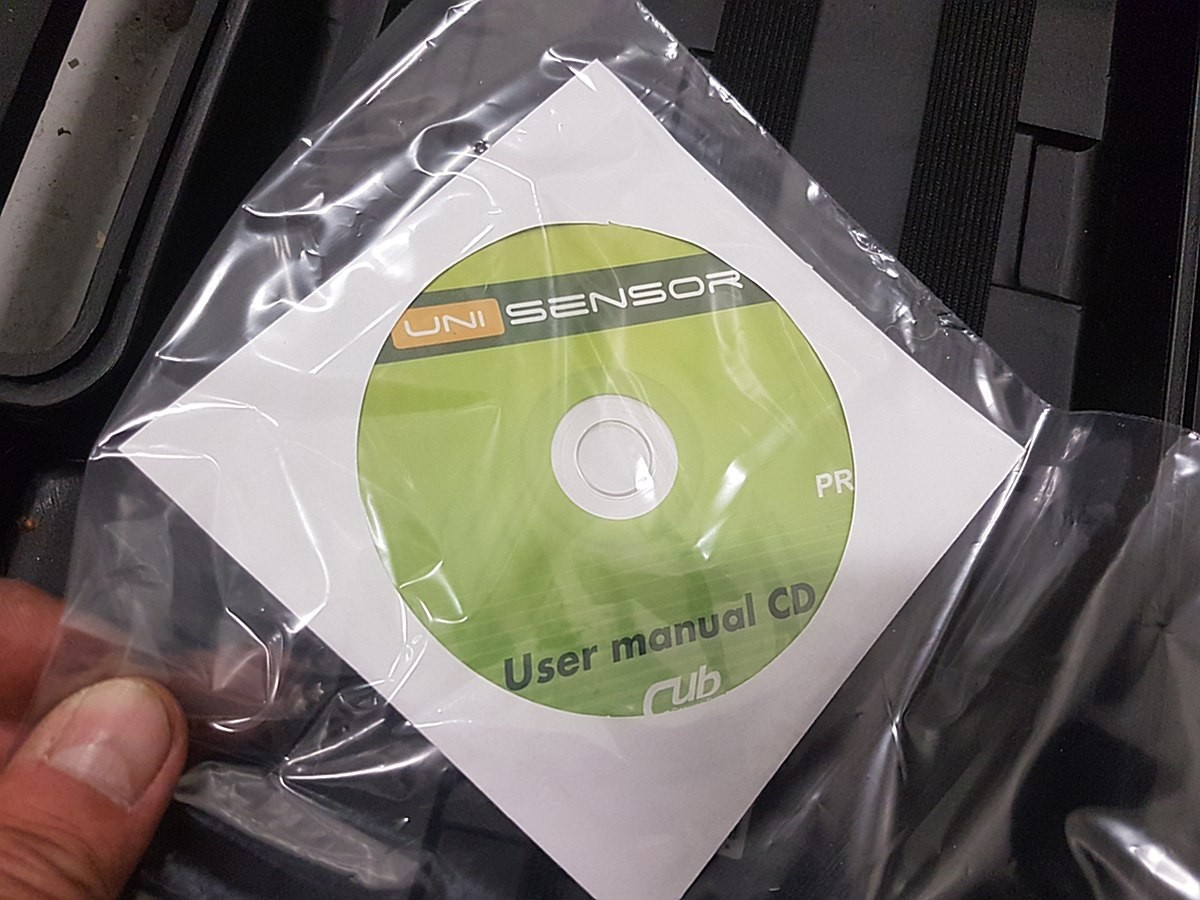 UNI SENSOR
PR
User manual CD
Cub